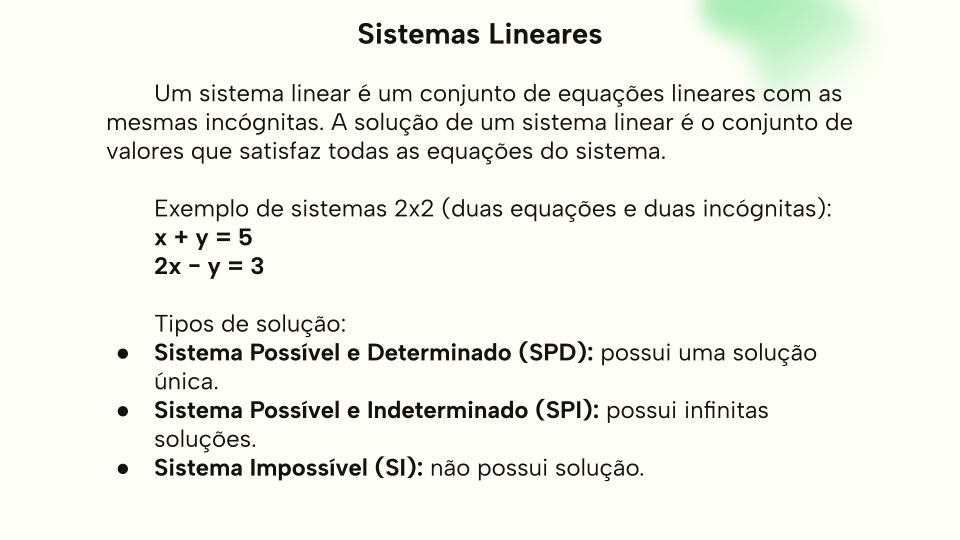 Sistemas Lineares
Um sistema linear é um conjunto de equações lineares com as
mesmas incógnitas. A solução de um sistema linear é o conjunto de
valores que satisfaz todas as equações do sistema.
Exemplo de sistemas 2x2 (duas equações e duas incógnitas):
x + y = 5
2x − y = 3
Tipos de solução:
● Sistema Possível e Determinado (SPD): possui uma solução
única.
● Sistema Possível e Indeterminado (SPI): possui infinitas
soluções.
● Sistema Impossível (SI): não possui solução.